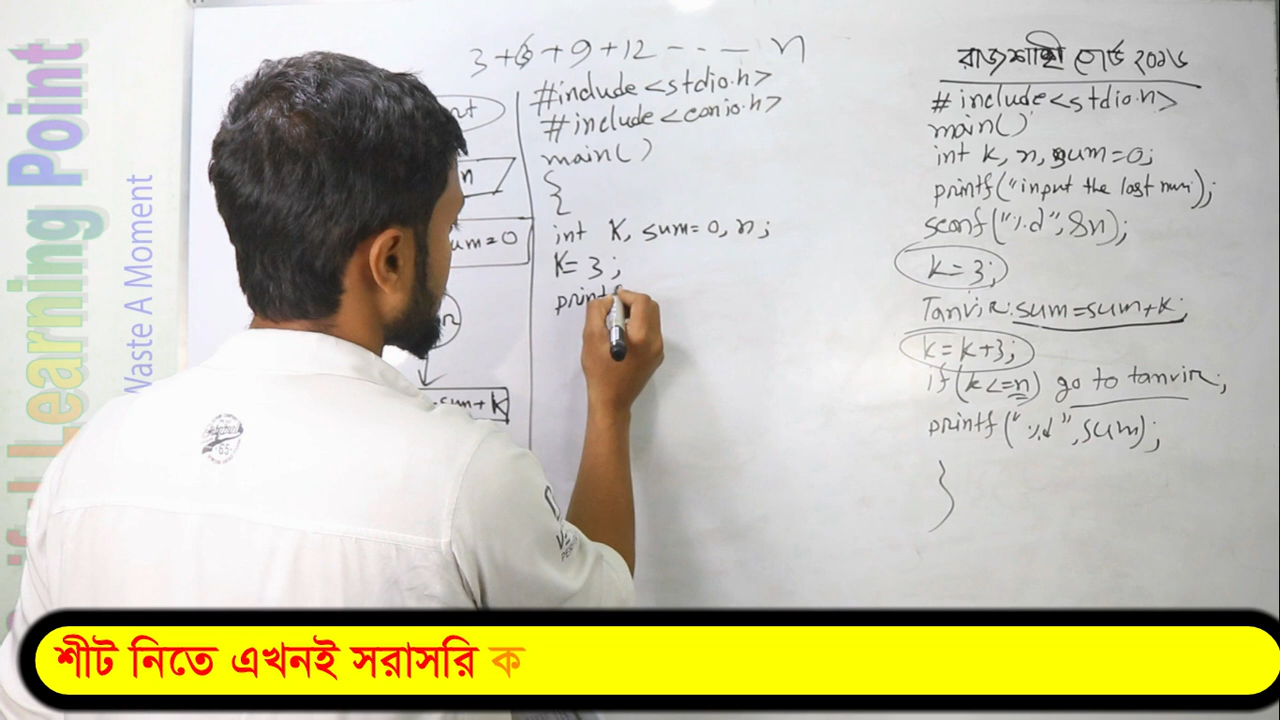 3+6+9+12 - - - - n
#include<stdio.h>
#include<conio.h>
main()
{
int K, sum=0, n;
K=3;
printf
n
sum=0
n
sum+K
রাজশাহী বোর্ড ২০১৬
#include<stdio.h>
main()
int k, n, sum=0;
printf("input the last num");
scanf("%d",&n);
k=3;
Tanvir: sum=sum+k;
k=k+3;
if(k<=n) go to tanvir;
printf("%d",sum);
}
Learning Point
Waste A Moment
65
শীট নিতে এখনই সরাসরি ক